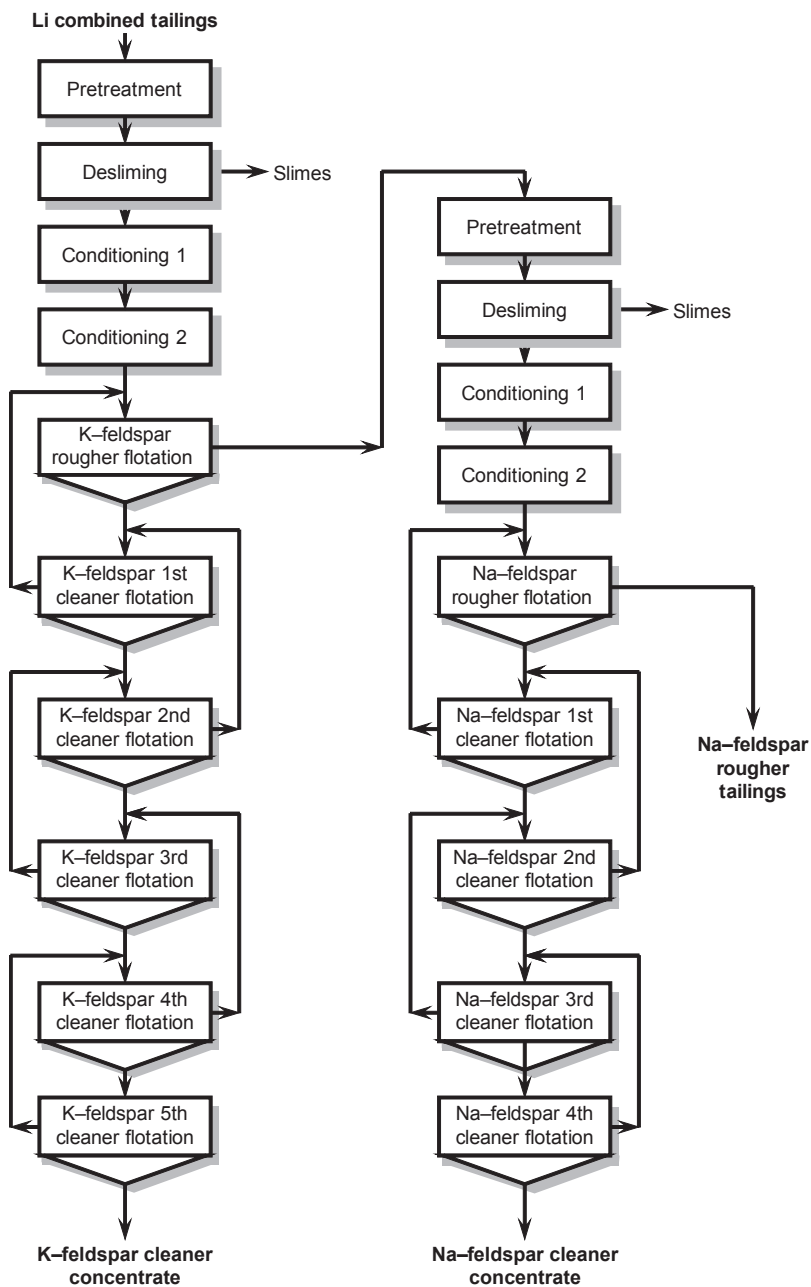 Li combined tailings
Pretreatment
Desliming
Slimes
Conditioning 1
Conditioning 2
K–feldspar
rougher flotation
K–feldspar 1st
cleaner flotation
K–feldspar 2nd
cleaner flotation
K–feldspar 3rd
cleaner flotation
K–feldspar 4th
cleaner flotation
K–feldspar 5th
cleaner flotation
K–feldspar cleaner
concentrate
Pretreatment
Desliming
Slimes
Conditioning 1
Conditioning 2
Na–feldspar
rougher flotation
Na–feldspar 1st
cleaner flotation
Na–feldspar
rougher
tailings
Na–feldspar 2nd
cleaner flotation
Na–feldspar 3rd
cleaner flotation
Na–feldspar 4th
cleaner flotation
Na–feldspar cleaner
concentrate